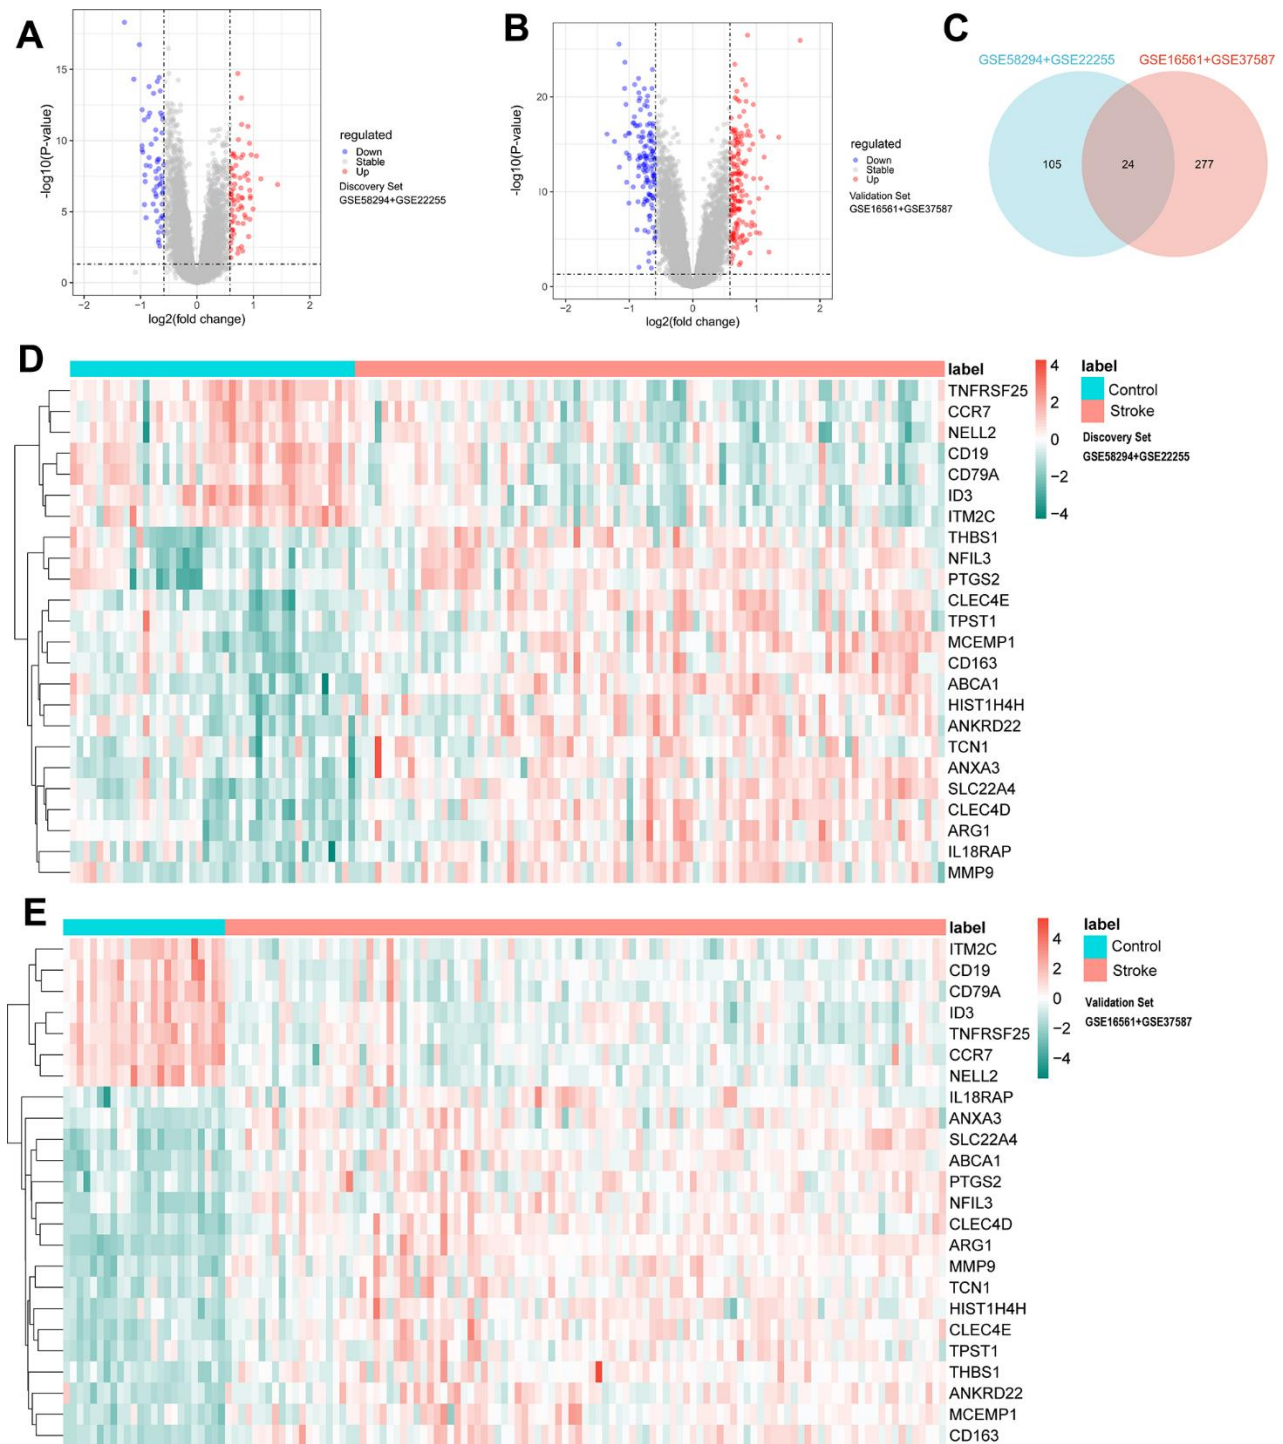 A
-log10(P-value)
15
10
5
0
−2
−1
0
1
2
log2(fold change)
regulated
Down
Stable
Up
Discovery Set
GSE58294+GSE22255
B
-log10(P-value)
20
10
0
−2
−1
0
1
2
log2(fold change)
regulated
Down
Stable
Up
Validation Set
GSE16561+GSE37587
C
GSE58294+GSE22255
GSE16561+GSE37587
105
24
277
D
label
TNFRSF25
CCR7
NELL2
CD19
CD79A
ID3
ITM2C
THBS1
NFIL3
PTGS2
CLEC4E
TPST1
MCEMP1
CD163
ABCA1
HIST1H4H
ANKRD22
TCN1
ANXA3
SLC22A4
CLEC4D
ARG1
IL18RAP
MMP9
4
2
0
−2
−4
label
Control
Stroke
Discovery Set
GSE58294+GSE22255
E
label
ITM2C
CD19
CD79A
ID3
TNFRSF25
CCR7
NELL2
IL18RAP
ANXA3
SLC22A4
ABCA1
PTGS2
NFIL3
CLEC4D
ARG1
MMP9
TCN1
HIST1H4H
CLEC4E
TPST1
THBS1
ANKRD22
MCEMP1
CD163
4
2
0
−2
−4
label
Control
Stroke
Validation Set
GSE16561+GSE37587